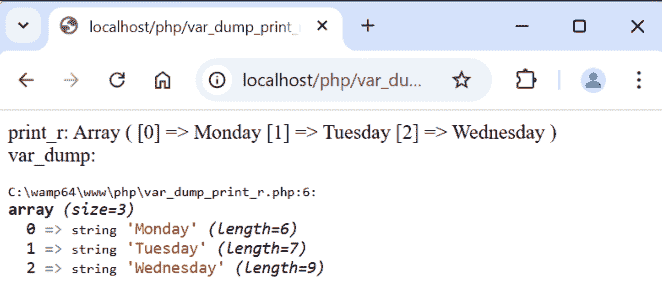 localhost/php/var_dump_print_
localhost/php/var_du...
print_r: Array ( [0] => Monday [1] => Tuesday [2] => Wednesday )
var_dump:
C:\wamp64\www\php\var_dump_print_r.php:6:
array (size=3)
0 => string 'Monday' (length=6)
1 => string 'Tuesday' (length=7)
2 => string 'Wednesday' (length=9)